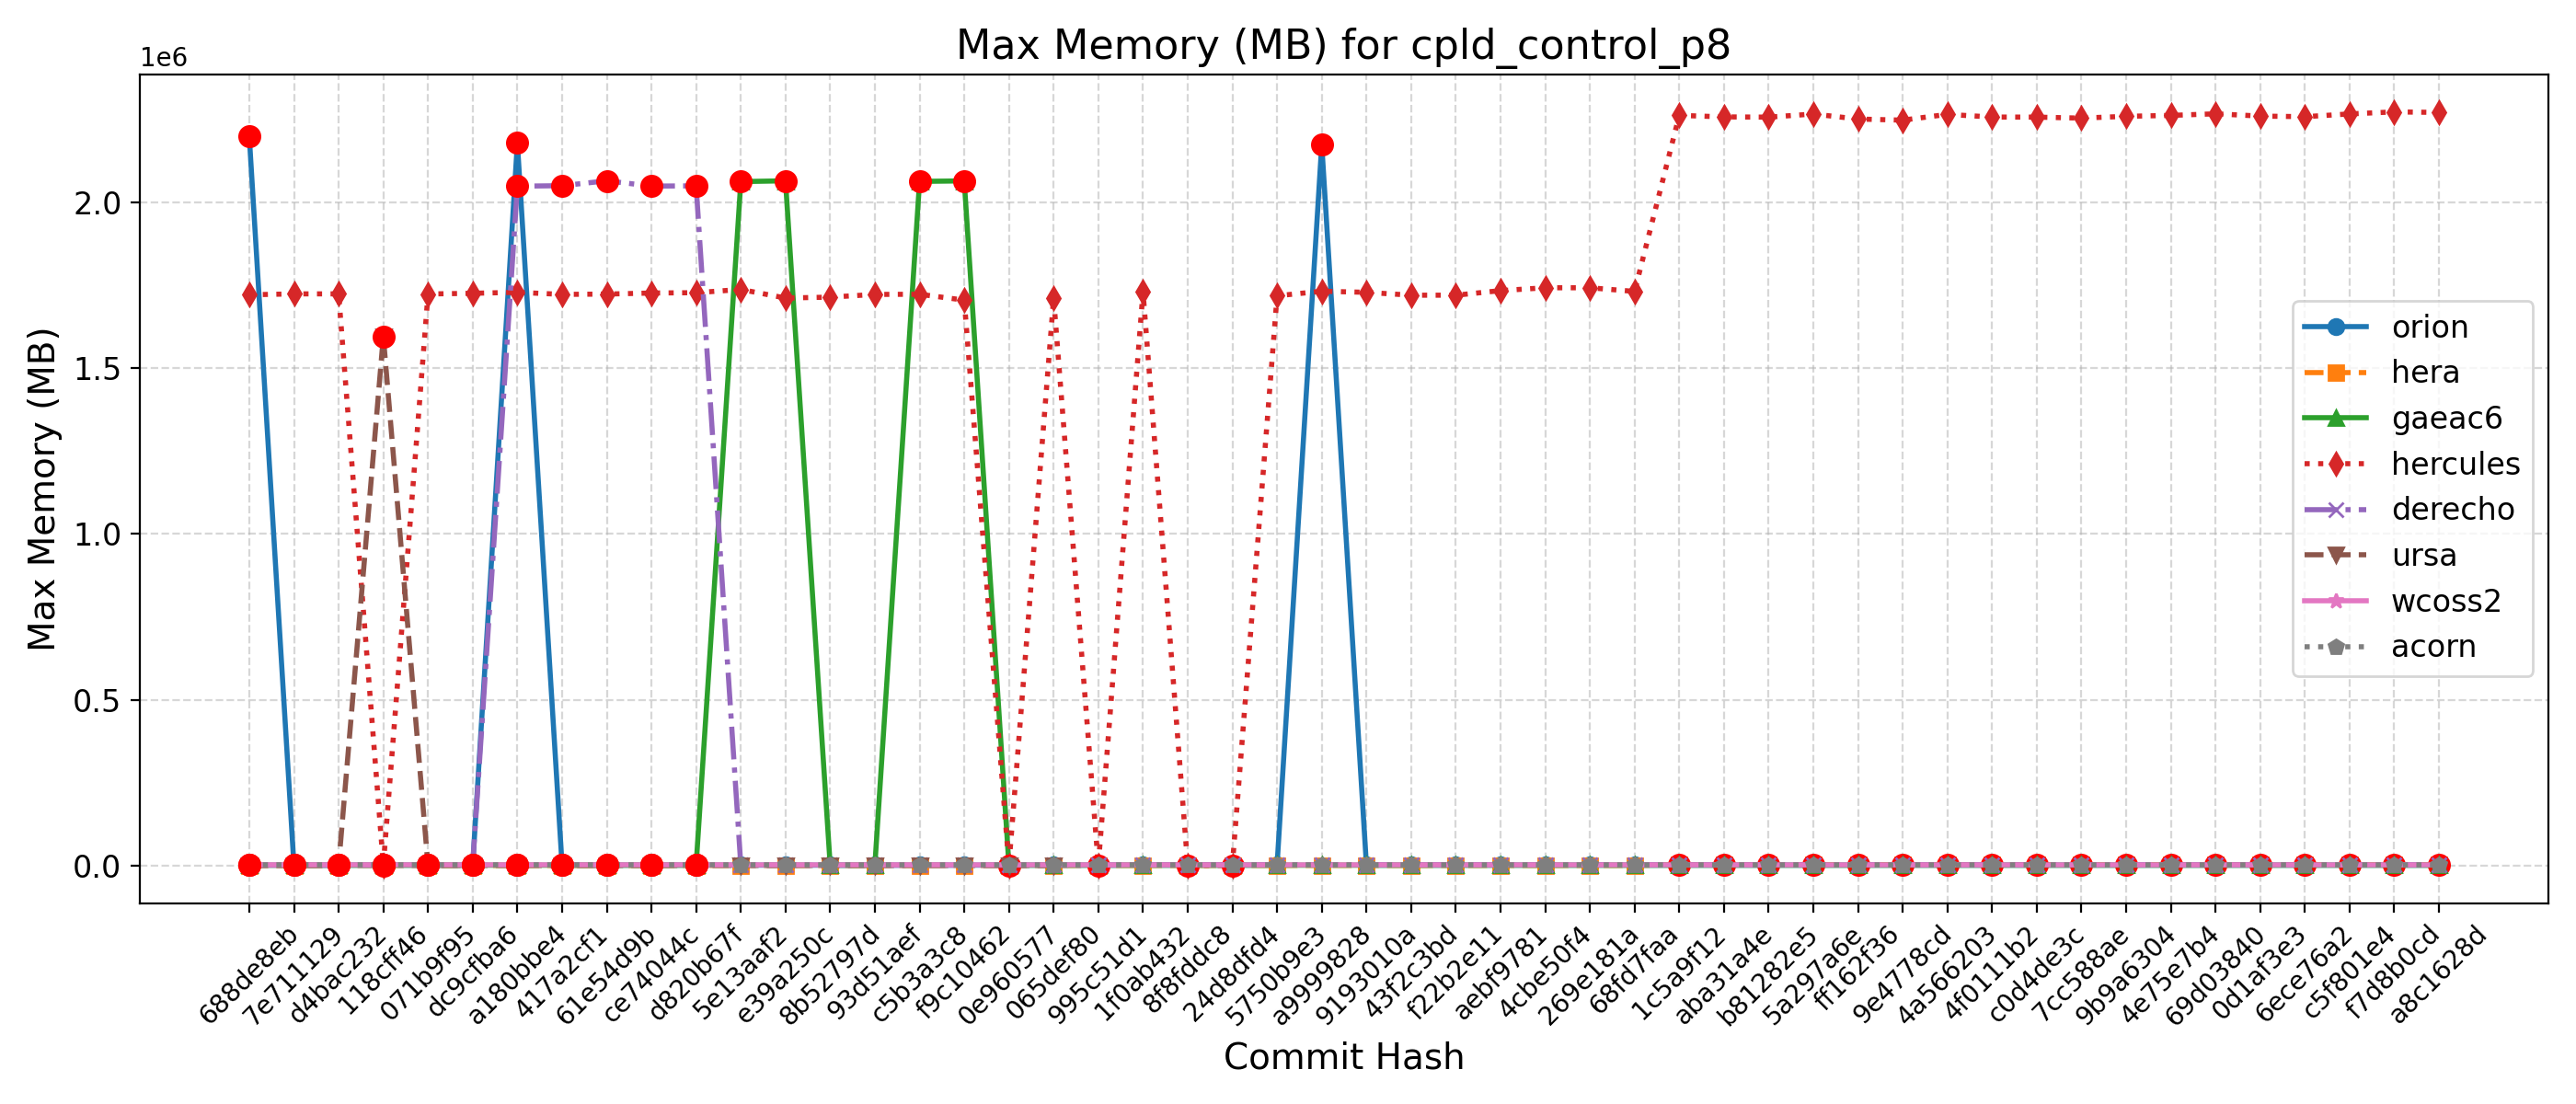 Max Memory (MB) for cpld_control_p8
1e6
2.0
1.5
1.0
0.5
0.0
Max Memory (MB)
orion
hera
gaeac6
hercules
derecho
ursa
wcoss2
acorn
688de8eb
7e711129
d4bac232
118cff46
071b9f95
dc9cfba6
a180bbe4
417a2cf1
61e54d9b
ce74044c
d820b67f
5e13aaf2
e39a250c
8b52797d
93d51aef
c5b3a3c8
f9c10462
0e960577
065def80
995c51d1
1f0ab432
8f8fddc8
24d8dfd4
5750b9e3
a9999828
9193010a
43f2c3bd
f22b2e11
aebf9781
4cbe50f4
269e181a
68fd7faa
1c5a9f12
aba31a4e
b81282e5
5a297a6e
ff162f36
9e4778cd
4a566203
4f0111b2
c0d4de3c
7cc588ae
9b9a6304
4e75e7b4
69d03840
0d1af3e3
6ece76a2
c5f801e4
f7d8b0cd
a8c1628d
Commit Hash